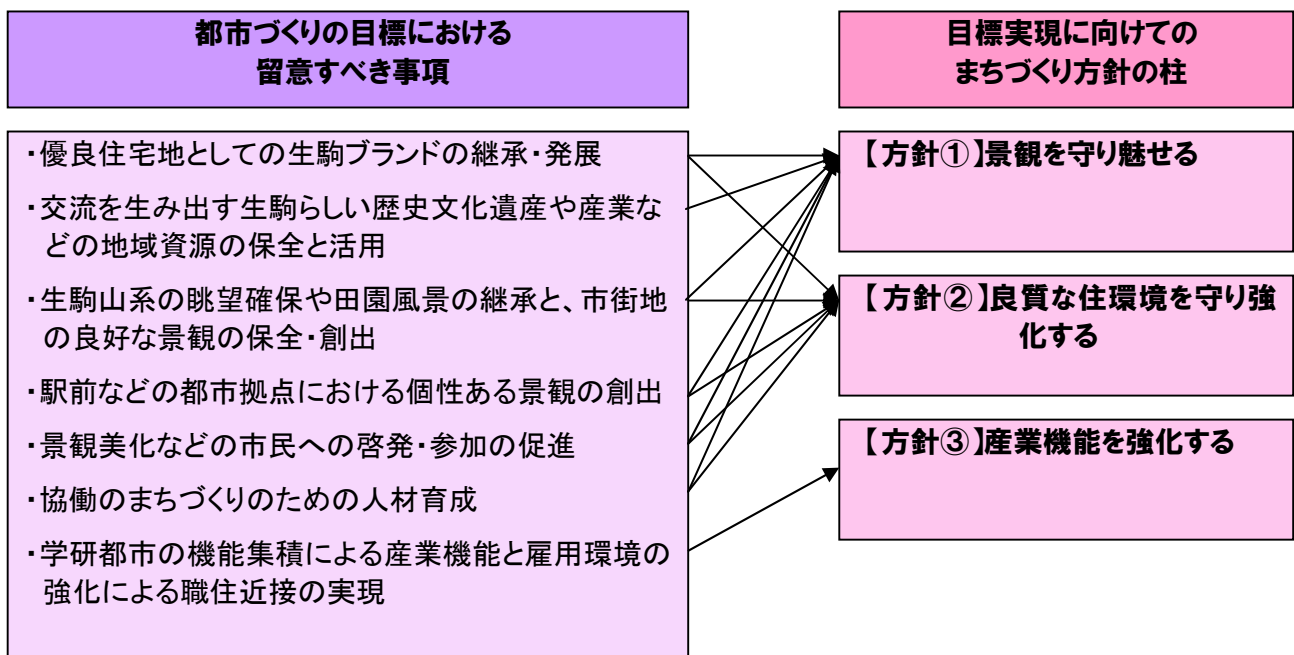 都市づくりの目標における
留意すべき事項
目標実現に向けての
まちづくり方針の柱
・優良住宅地としての生駒ブランドの継承・発展
・交流を生み出す生駒らしい歴史文化遺産や産業な
どの地域資源の保全と活用
・生駒山系の眺望確保や田園風景の継承と、市街地
の良好な景観の保全・創出
・駅前などの都市拠点における個性ある景観の創出
・景観美化などの市民への啓発・参加の促進
・協働のまちづくりのための人材育成
・学研都市の機能集積による産業機能と雇用環境の
強化による職住近接の実現
【方針①】景観を守り魅せる
【方針②】良質な住環境を守り強
化する
【方針③】産業機能を強化する